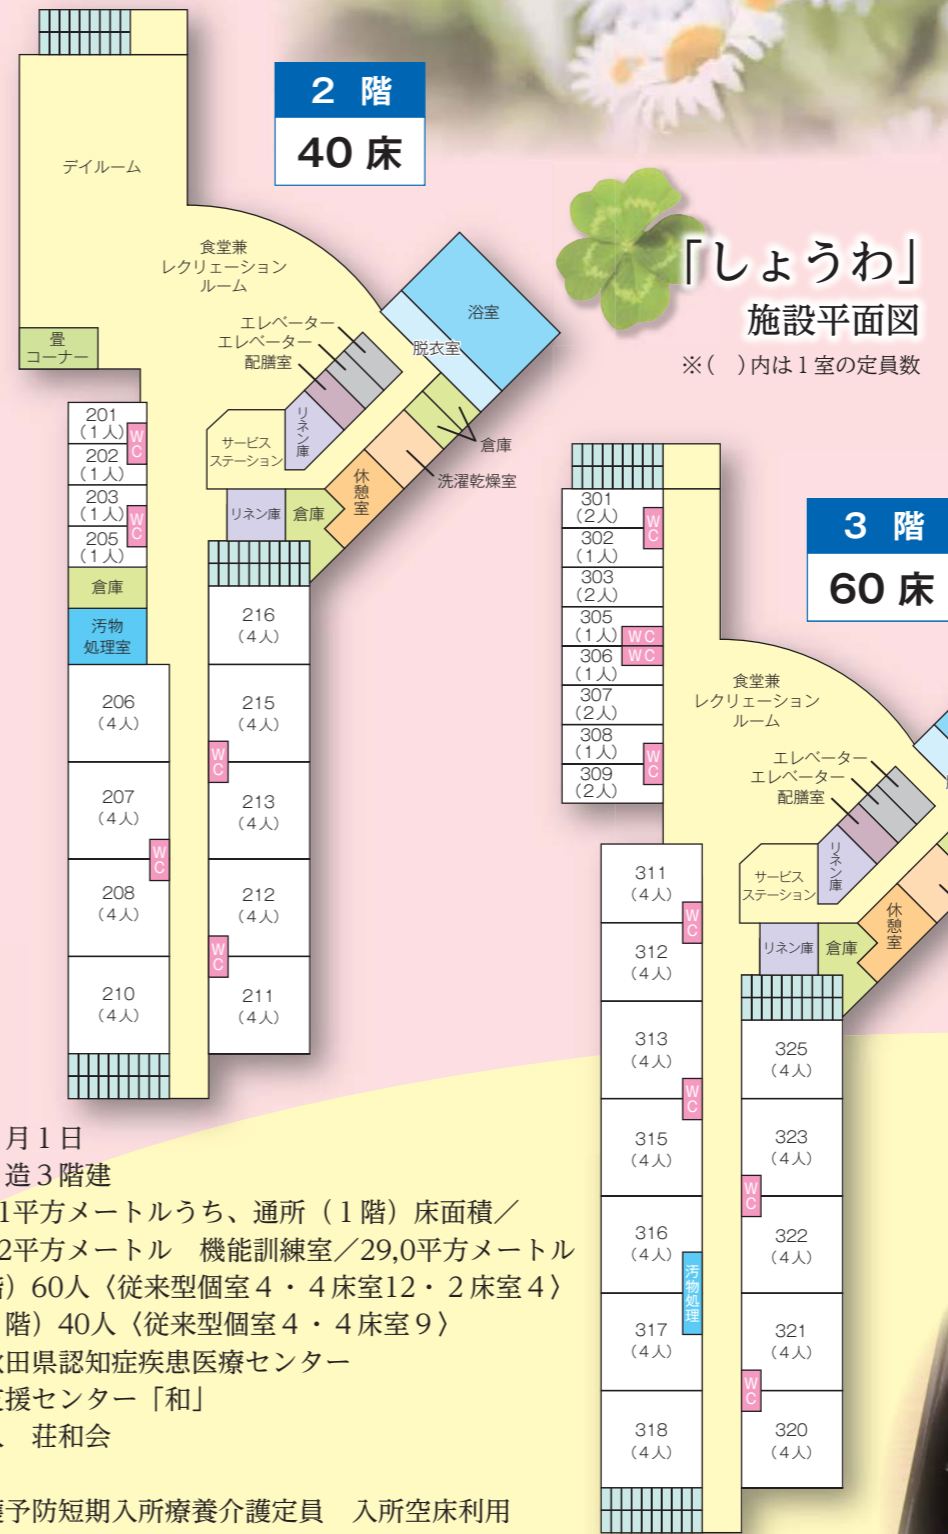 2 階
40 床
デイルーム
食堂兼
レクリェーション
ルーム
畳
コーナー
エレベーター
エレベーター
配膳室
浴室
脱衣室
リネン庫
サービス
ステーション
倉庫
洗濯乾燥室
休憩室
リネン庫
倉庫
201
（1人）
WC
202
（1人）
203
（1人）
WC
205
（1人）
倉庫
汚物
処理室
206
（4人）
207
（4人）
WC
208
（4人）
210
（4人）
216
（4人）
215
（4人）
WC
213
（4人）
212
（4人）
WC
211
（4人）
「しょうわ」
施設平面図
※(　)内は１室の定員数
3 階
60 床
301
（2人）
WC
302
（1人）
303
（2人）
305
（1人）
WC
306
（1人）
WC
307
（2人）
308
（1人）
WC
309
（2人）
食堂兼
レクリェーション
ルーム
エレベーター
エレベーター
配膳室
リネン庫
サービス
ステーション
休憩室
リネン庫
倉庫
311
（4人）
WC
312
（4人）
313
（4人）
WC
315
（4人）
316
（4人）
汚物処理
317
（4人）
318
（4人）
325
（4人）
323
（4人）
WC
322
（4人）
321
（4人）
WC
320
（4人）
月１日
造３階建
1平方メートルうち、通所（１階）床面積／
2平方メートル　機能訓練室／29,0平方メートル
階）60人〈従来型個室４・４床室12・２床室４〉
階）40人〈従来型個室４・４床室９〉
秋田県認知症疾患医療センター
支援センター「和」
人　荘和会
護予防短期入所療養介護定員　入所空床利用